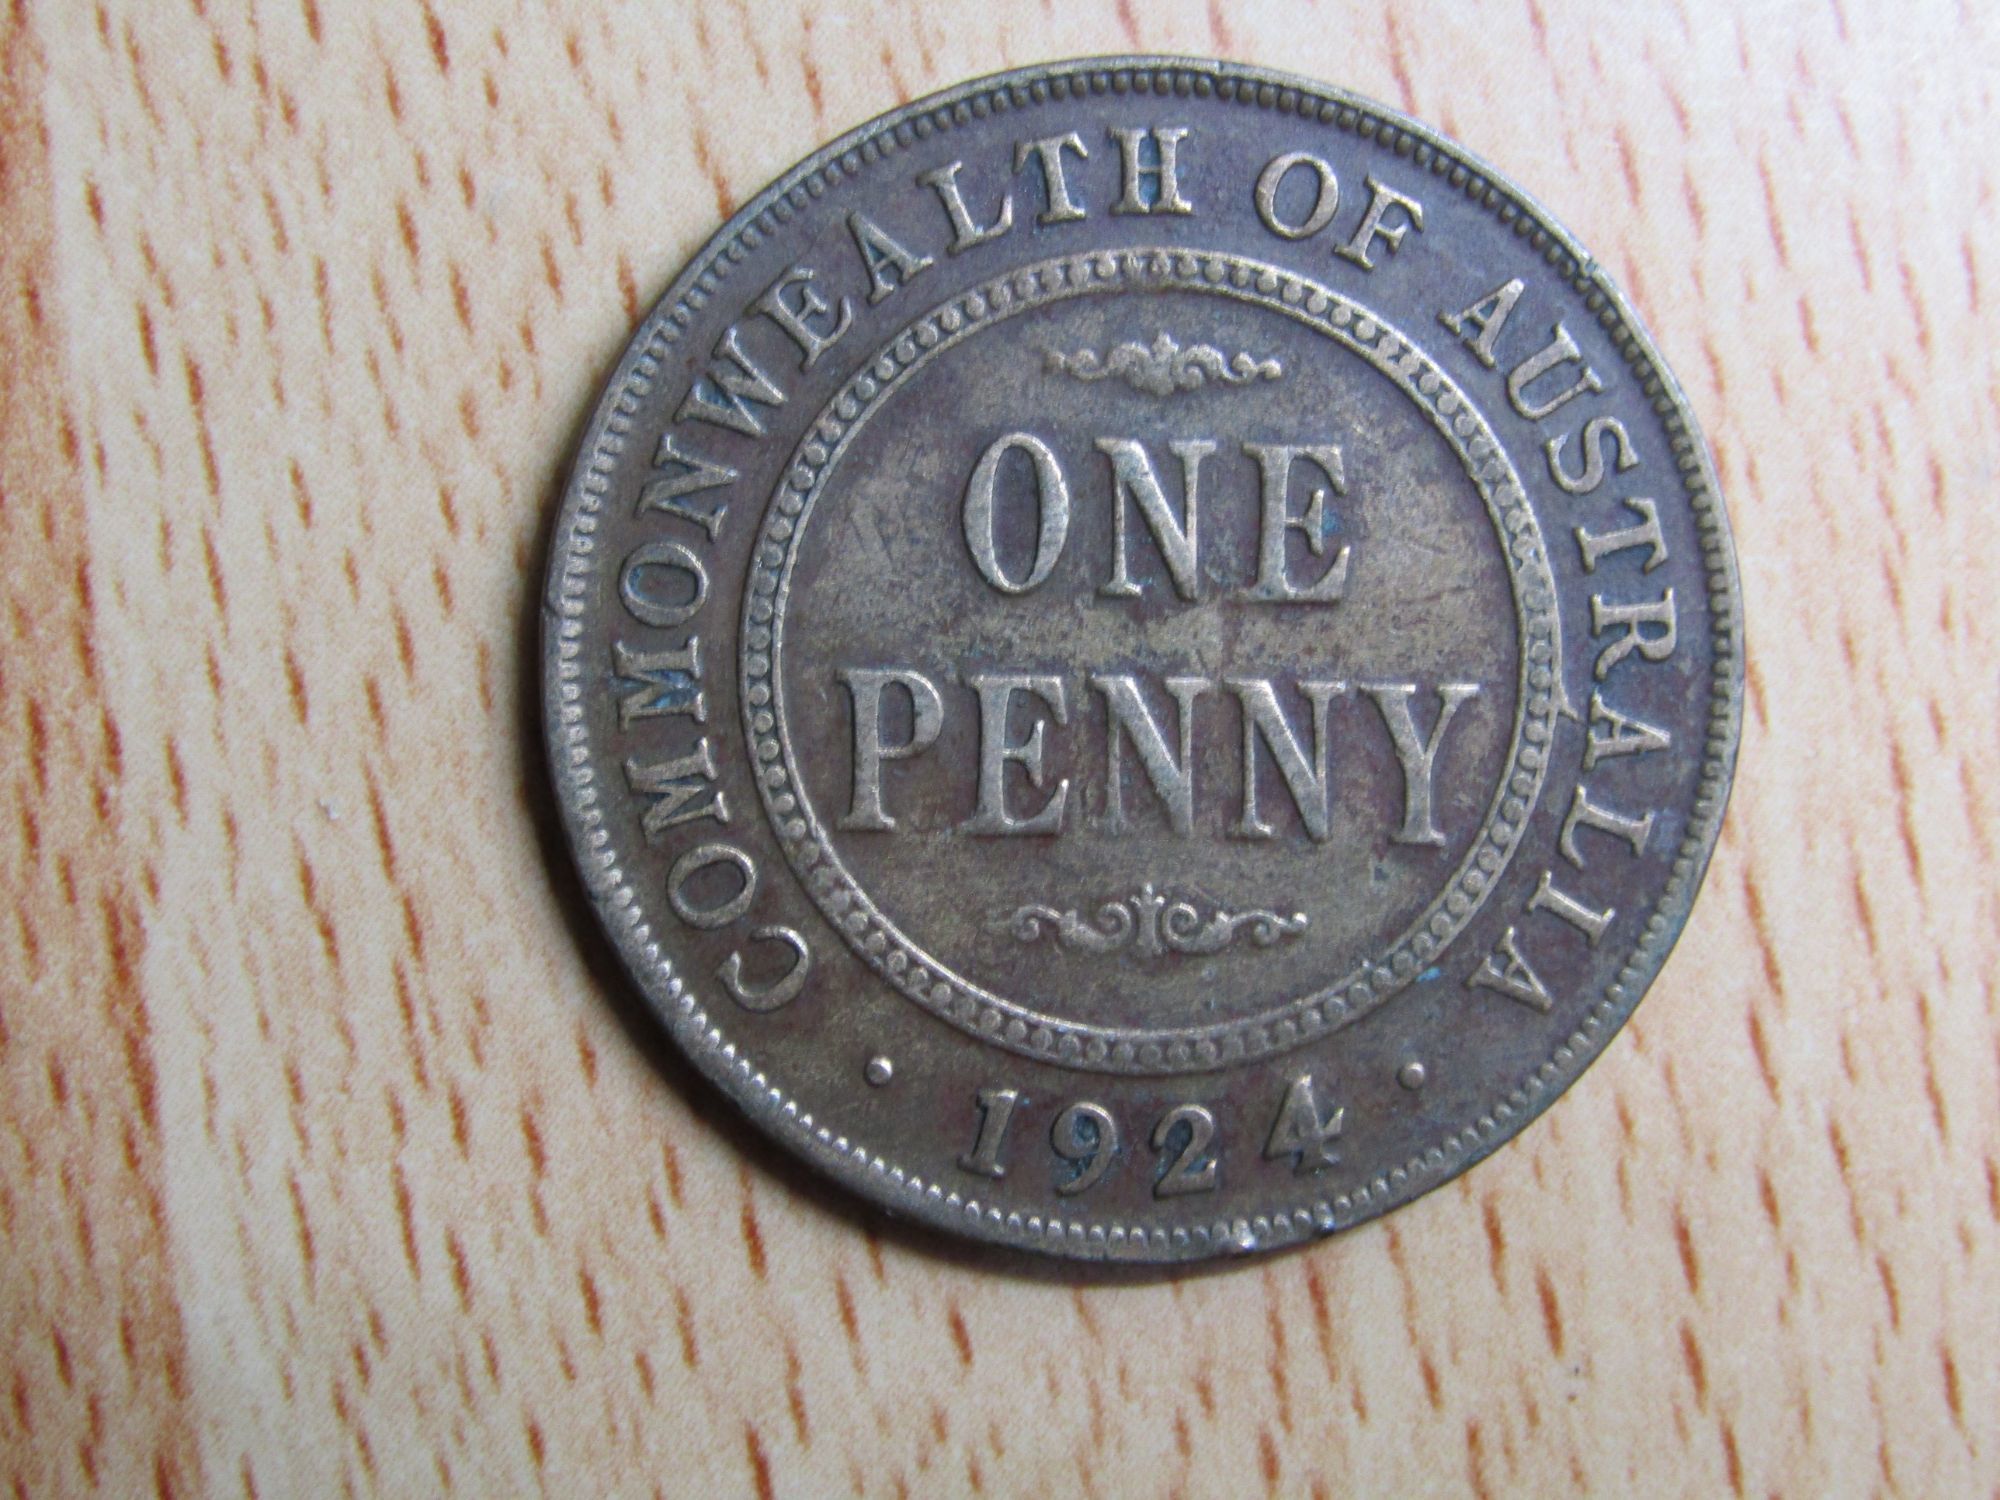 COMMONWEALTH OF AUSTRALIA
ONE
PENNY
· 1924 ·